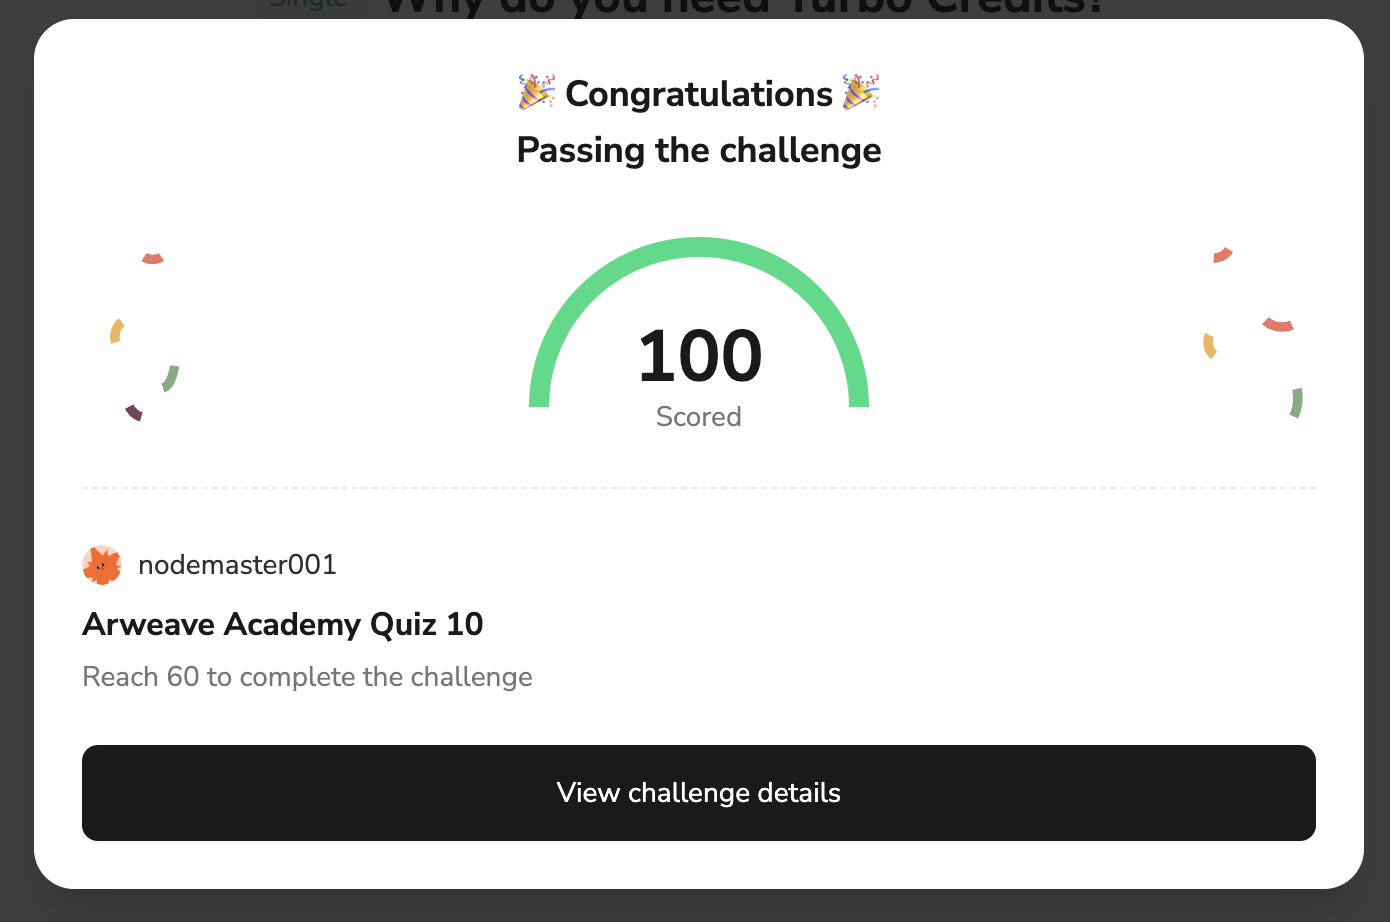 Single Why do you need Turbo Credits?
🎉 Congratulations 🎉
Passing the challenge
100
Scored
nodemaster001
Arweave Academy Quiz 10
Reach 60 to complete the challenge
View challenge details